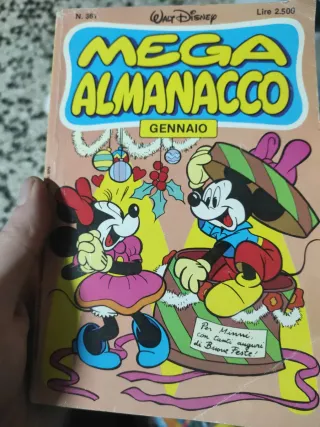 N. 361
WALT DISNEY
Lire 2.500
MEGA
ALMANACCO
GENNAIO
Per Minni
con tanti auguri
di Buone Feste!